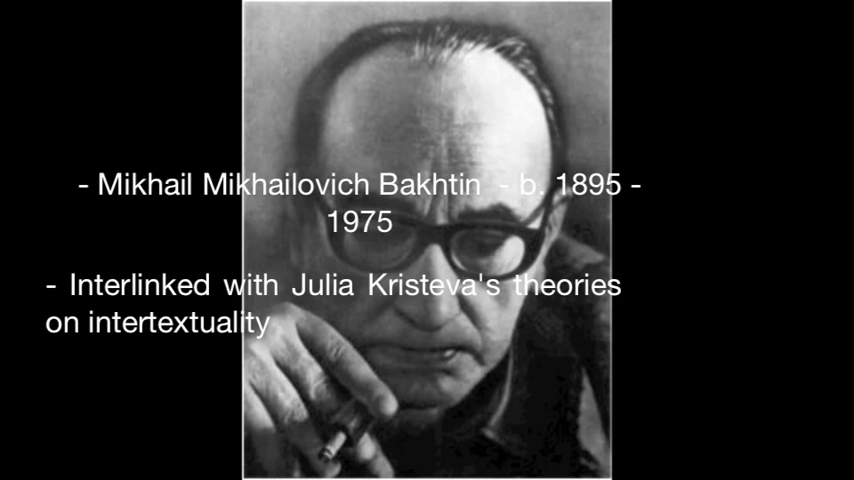 - Mikhail Mikhailovich Bakhtin - b. 1895 -
1975
- Interlinked with Julia Kristeva's theories
on intertextuality